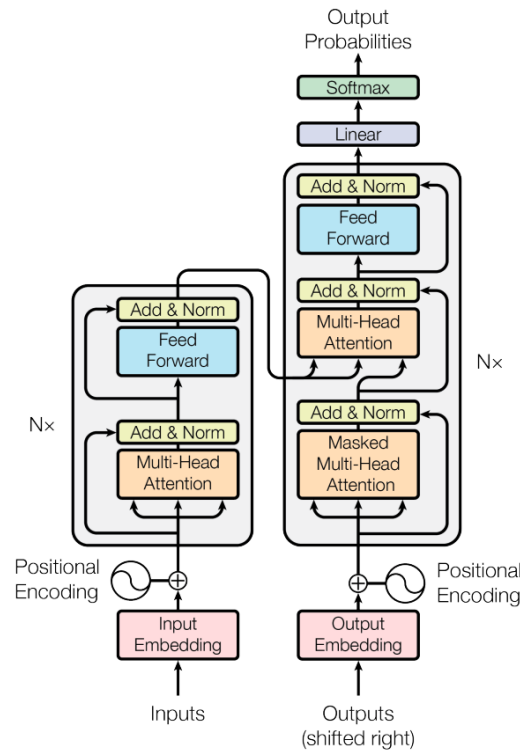 Output
Probabilities
Softmax
Linear
Add & Norm
Feed
Forward
Add & Norm
Multi-Head
Attention
Add & Norm
Masked
Multi-Head
Attention
N×
Add & Norm
Feed
Forward
Add & Norm
Multi-Head
Attention
N×
Positional
Encoding
Positional
Encoding
Input
Embedding
Output
Embedding
Inputs
Outputs
(shifted right)